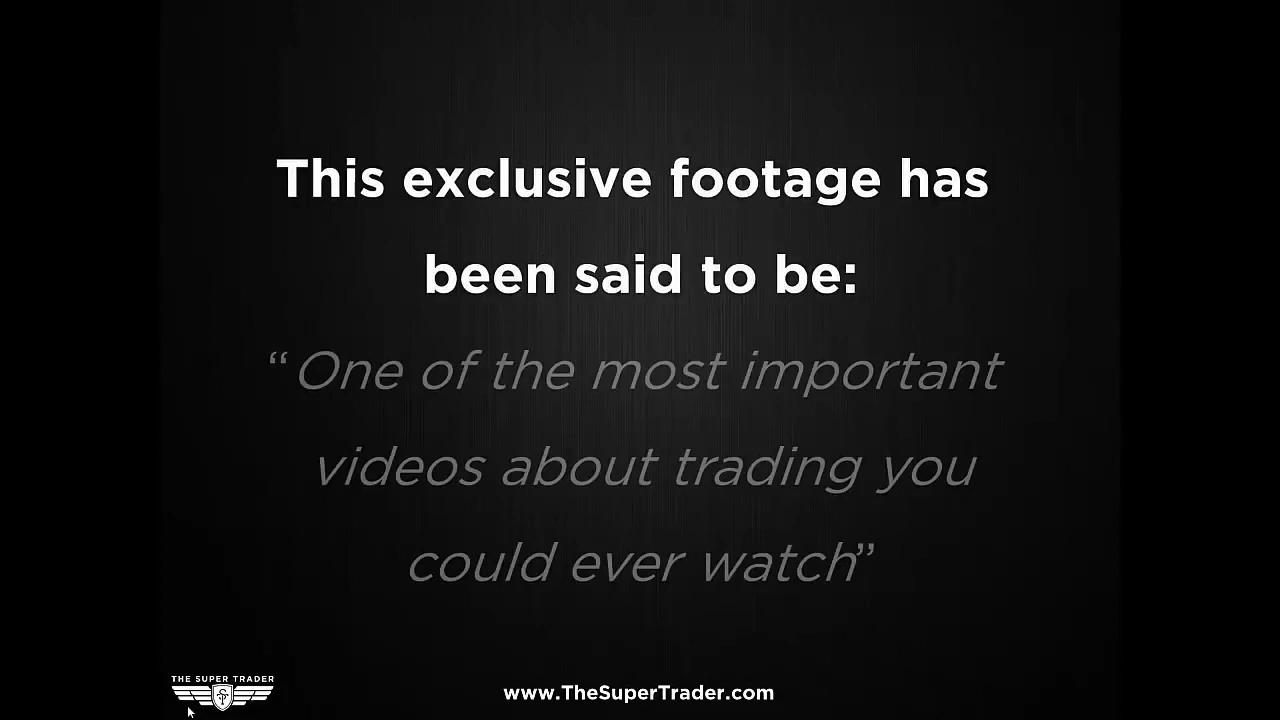 This exclusive footage has
been said to be:
“One of the most important
videos about trading you
could ever watch”
THE SUPER TRADER
www.TheSuperTrader.com